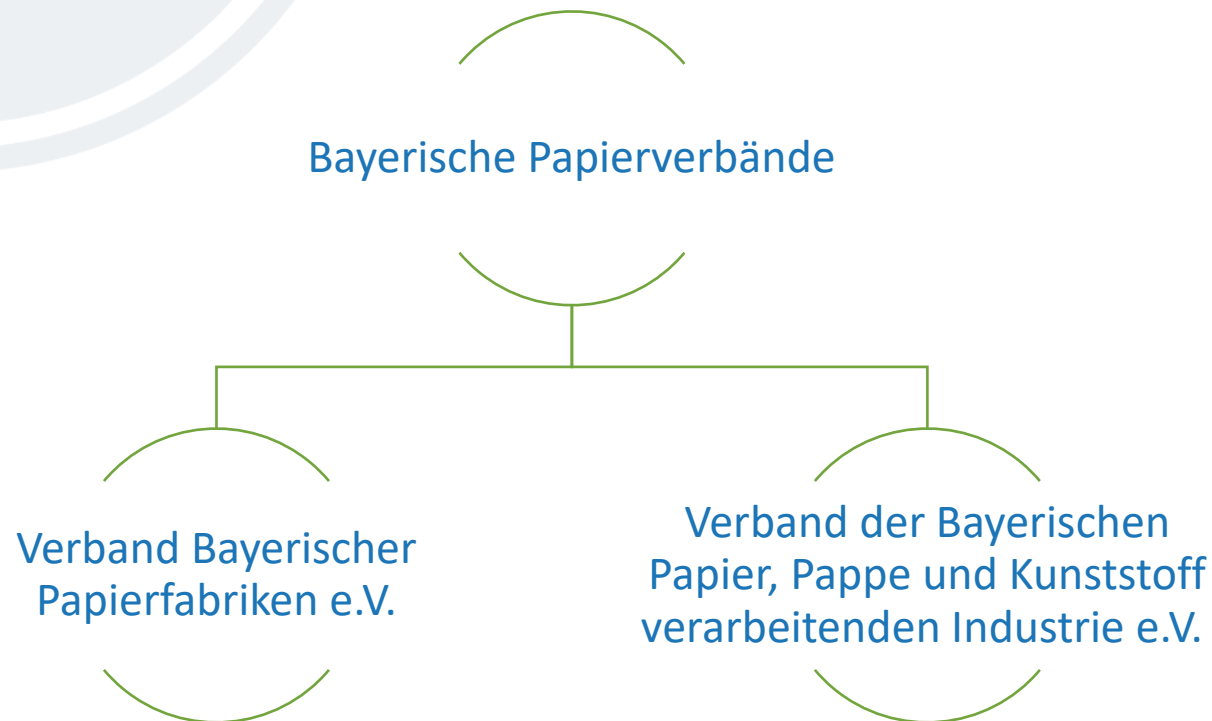 Bayerische Papierverbände
Verband Bayerischer
Papierfabriken e.V.
Verband der Bayerischen
Papier, Pappe und Kunststoff
verarbeitenden Industrie e.V.